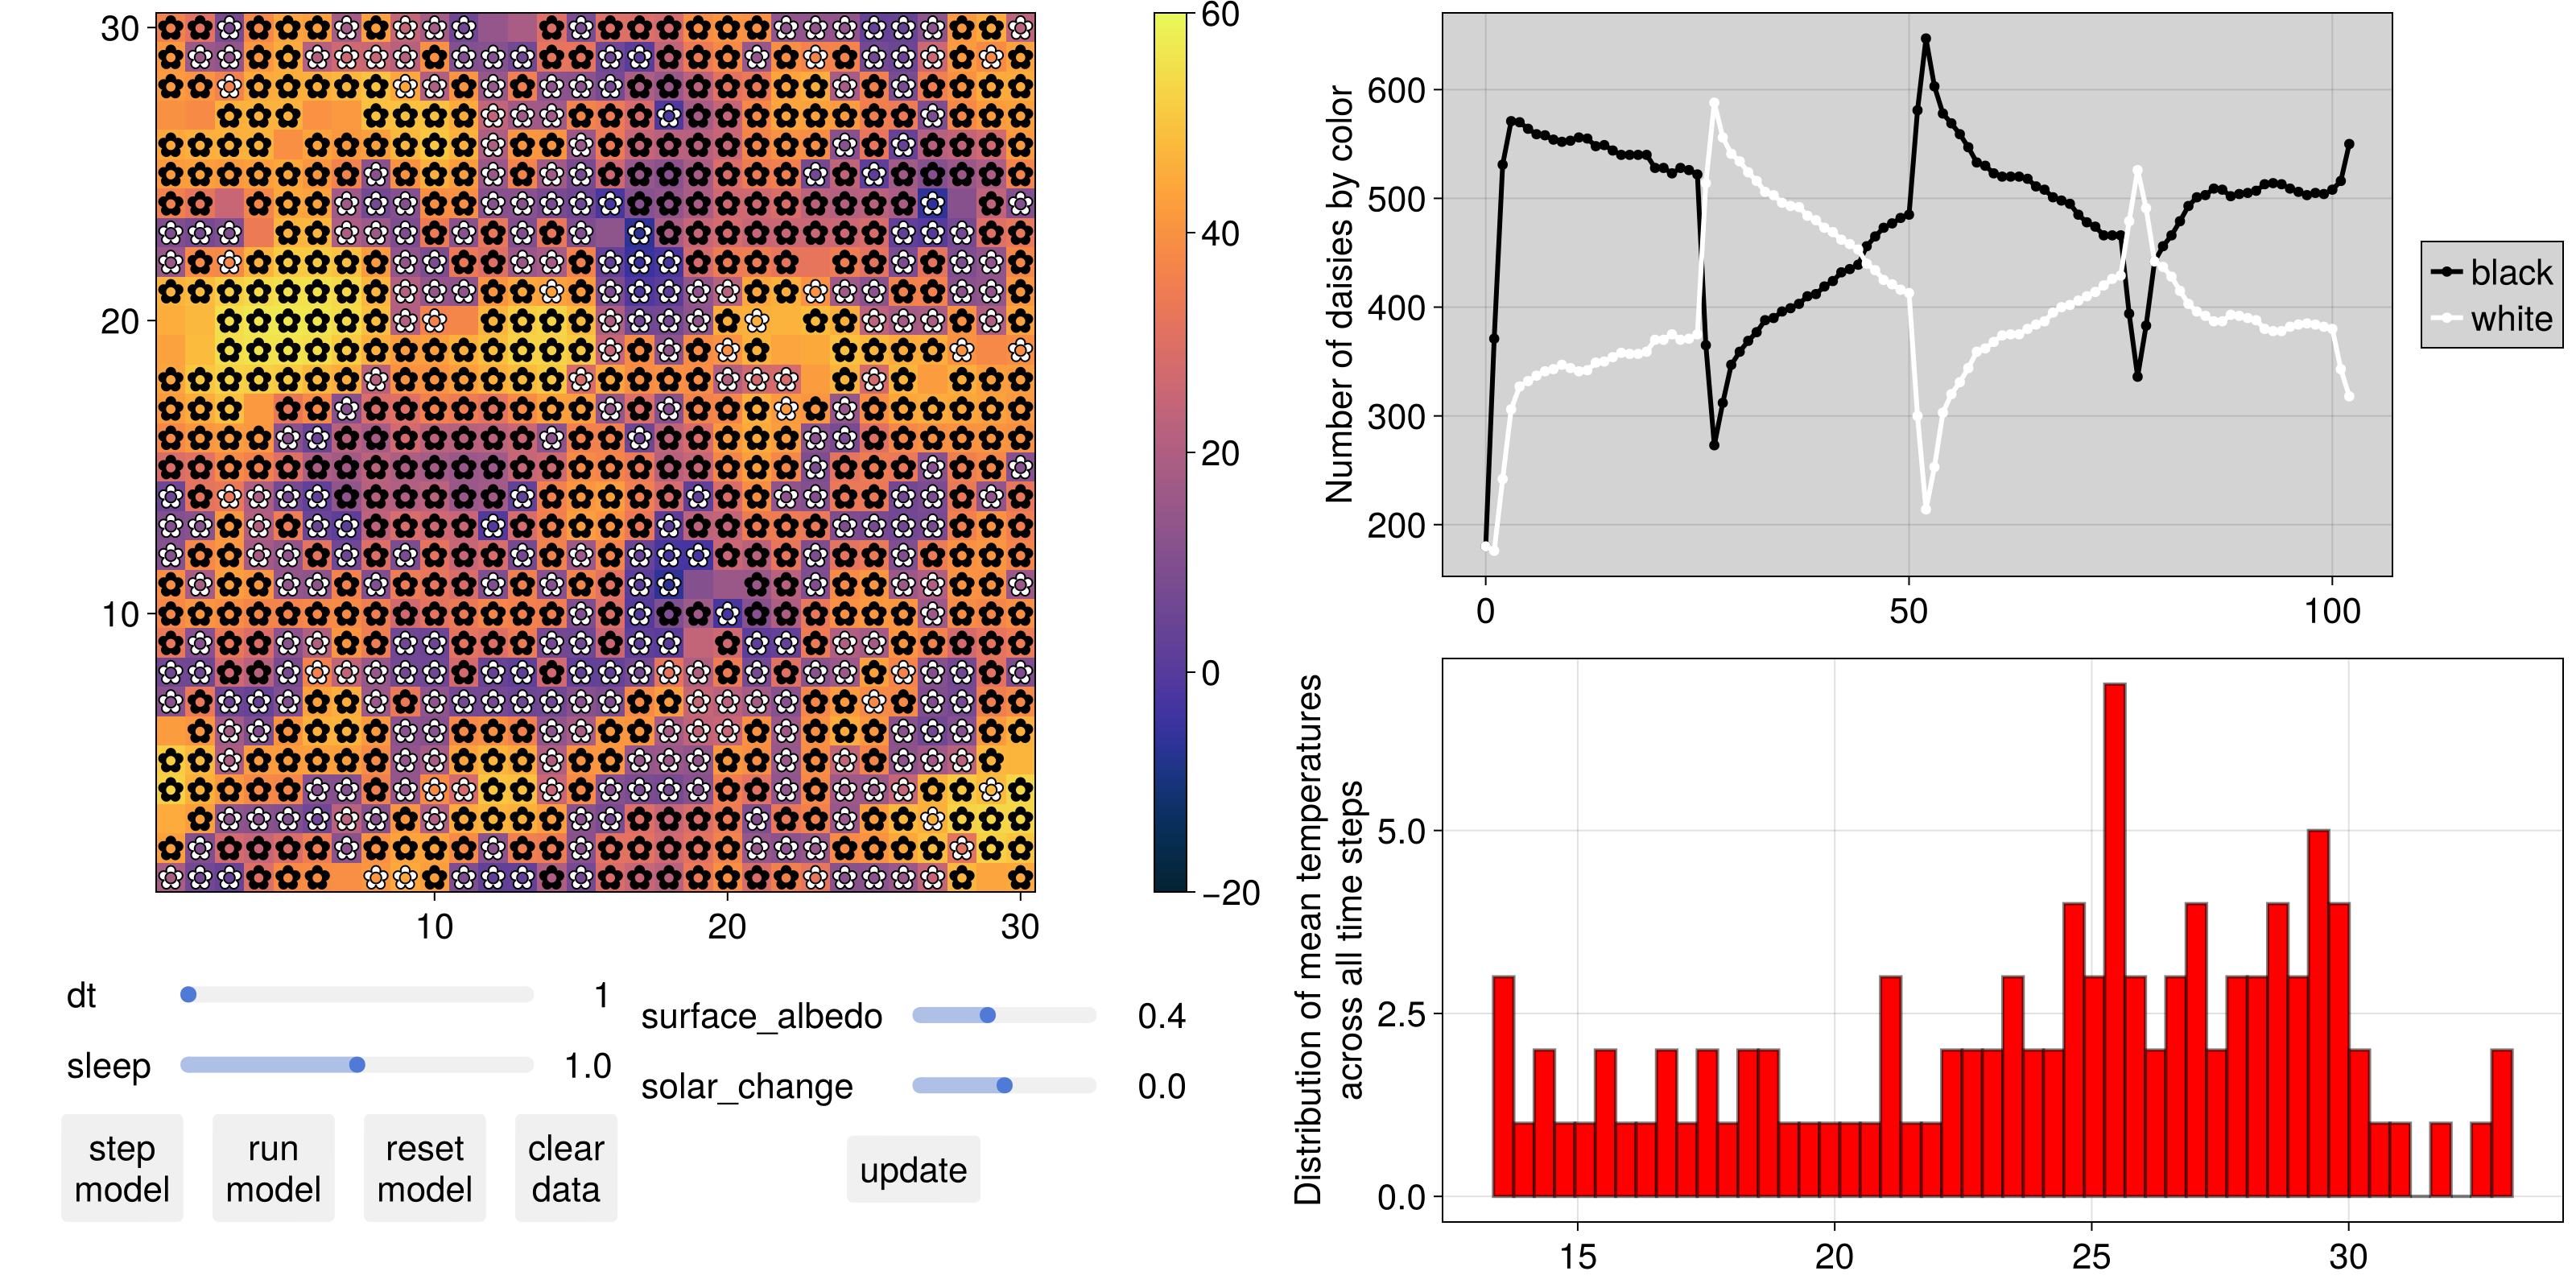 30
20
10
10
20
30
60
40
20
0
−20
Number of daisies by color
600
500
400
300
200
0
50
100
black
white
Distribution of mean temperatures
across all time steps
5.0
2.5
0.0
15
20
25
30
dt
1
sleep
1.0
surface_albedo
0.4
solar_change
0.0
step
model
run
model
reset
model
clear
data
update